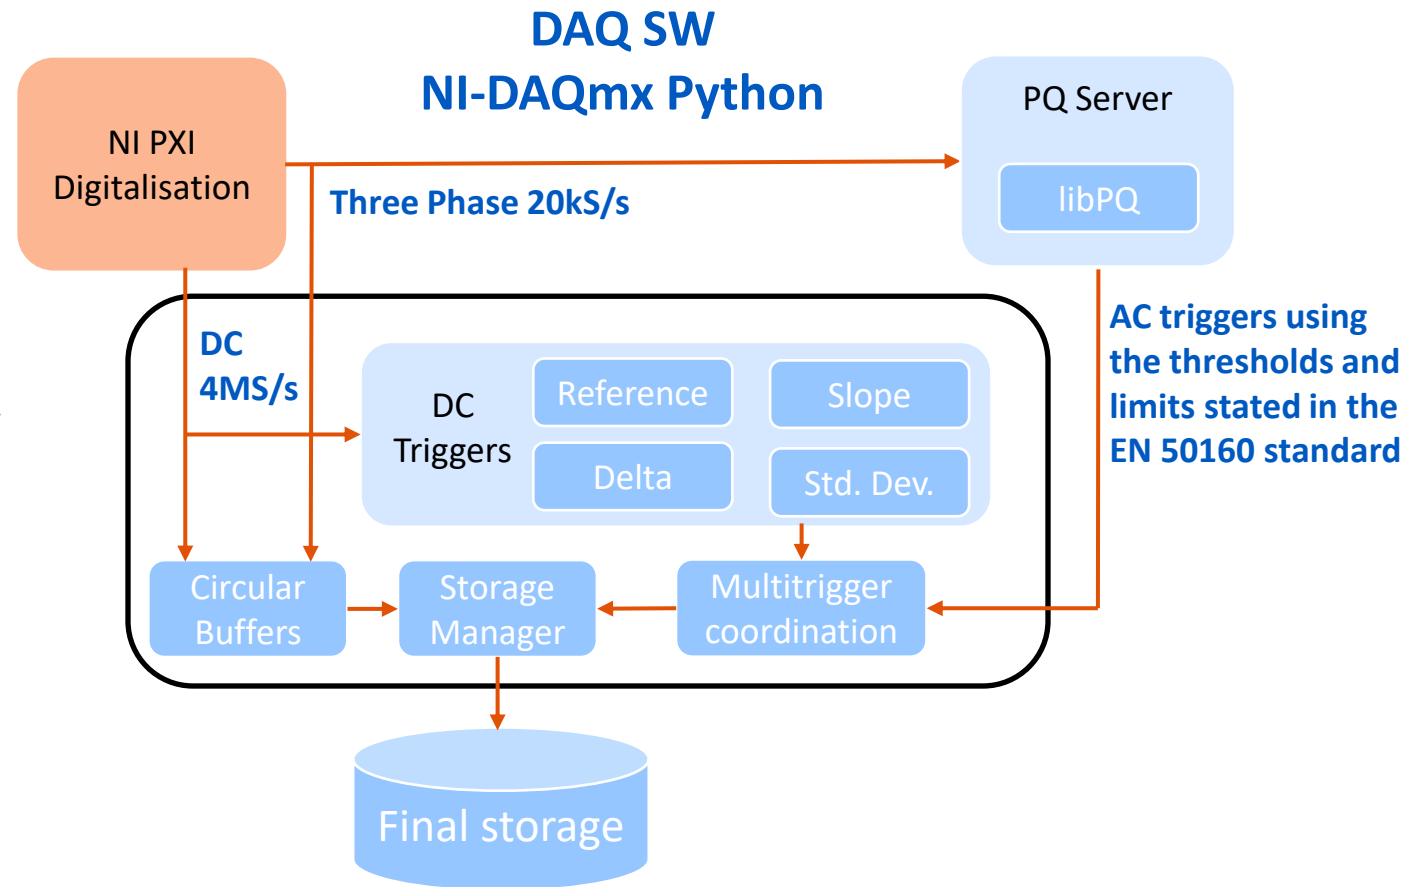 DAQ SW
NI-DAQmx Python
NI PXI
Digitalisation
PQ Server
libPQ
Three Phase 20kS/s
DC
4MS/s
DC
Triggers
Reference
Slope
Delta
Std. Dev.
AC triggers using
the thresholds and
limits stated in the
EN 50160 standard
Circular
Buffers
Storage
Manager
Multitrigger
coordination
Final storage